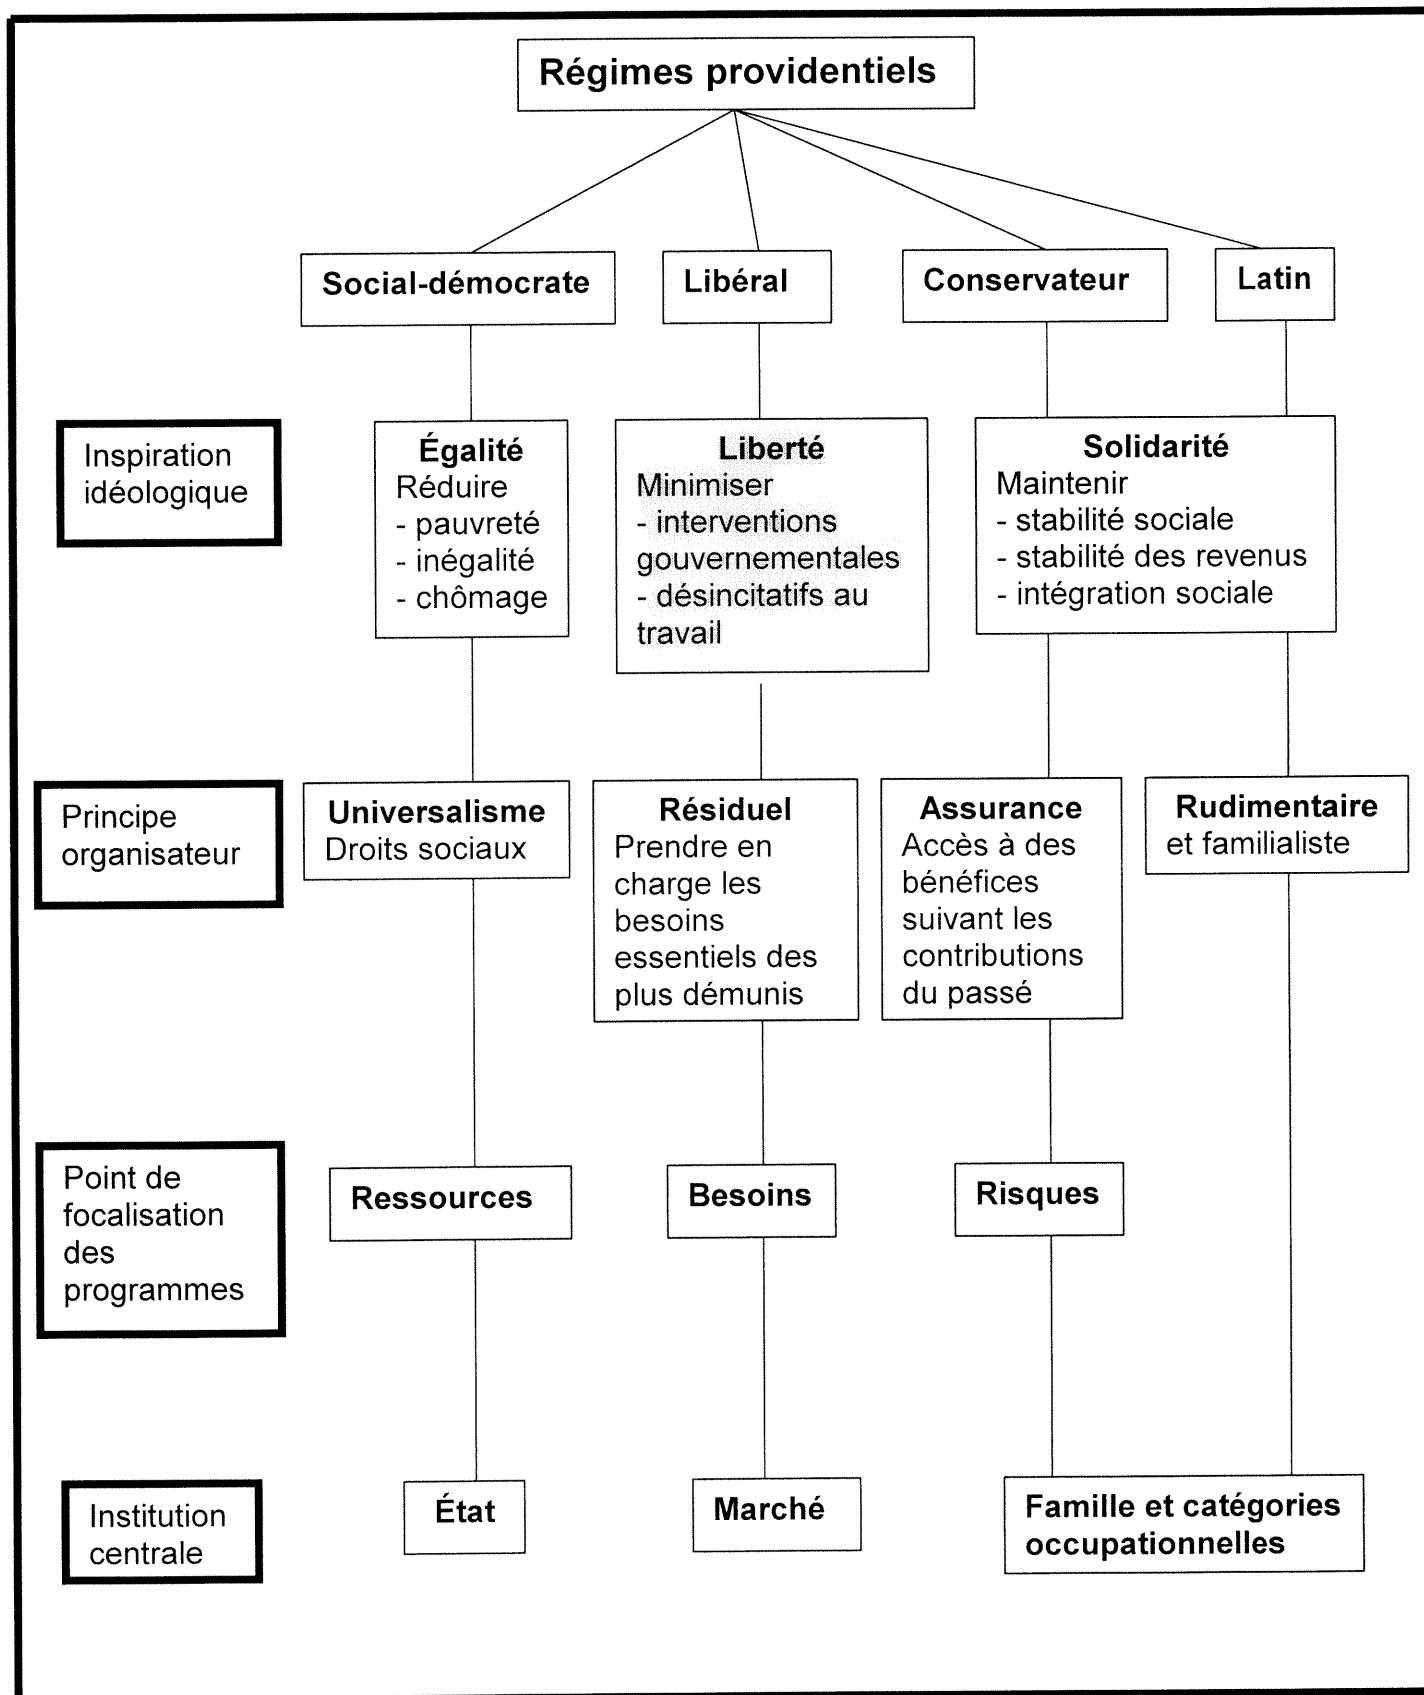 Régimes providentiels
Social-démocrate
Libéral
Conservateur
Latin
Inspiration
idéologique
Égalité
Réduire
- pauvreté
- inégalité
- chômage
Liberté
Minimiser
- interventions
gouvernementales
- désincitatifs au
travail
Solidarité
Maintenir
- stabilité sociale
- stabilité des revenus
- intégration sociale
Principe
organisateur
Universalisme
Droits sociaux
Résiduel
Prendre en
charge les
besoins
essentiels des
plus démunis
Assurance
Accès à des
bénéfices
suivant les
contributions
du passé
Rudimentaire
et familialiste
Point de
focalisation
des
programmes
Ressources
Besoins
Risques
Institution
centrale
État
Marché
Famille et catégories
occupationnelles